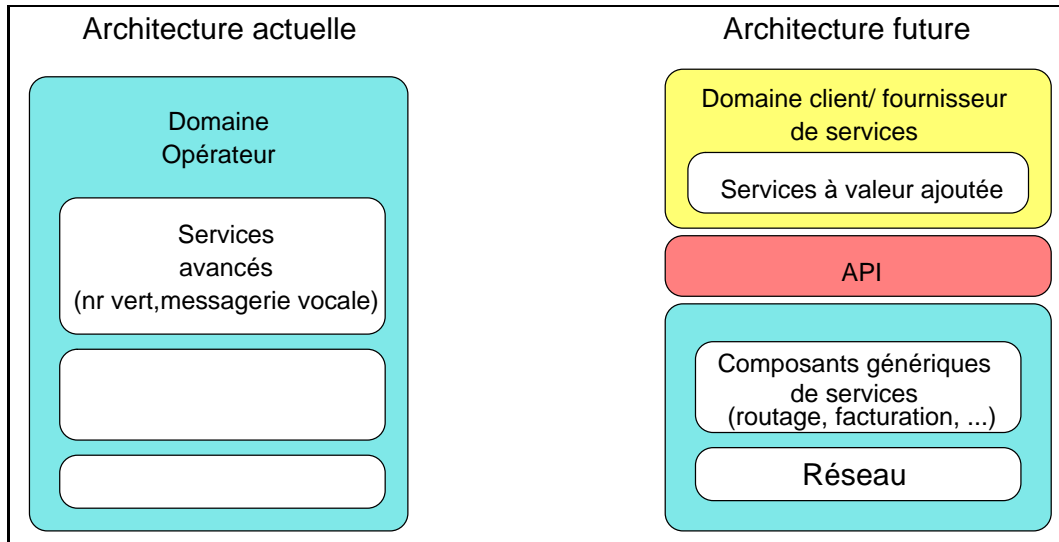 Architecture actuelle
Domaine
Opérateur
Services
avancés
(nr vert,messagerie vocale)
Architecture future
Domaine client/ fournisseur
de services
Services à valeur ajoutée
API
Composants génériques
de services
(routage, facturation, ...)
Réseau